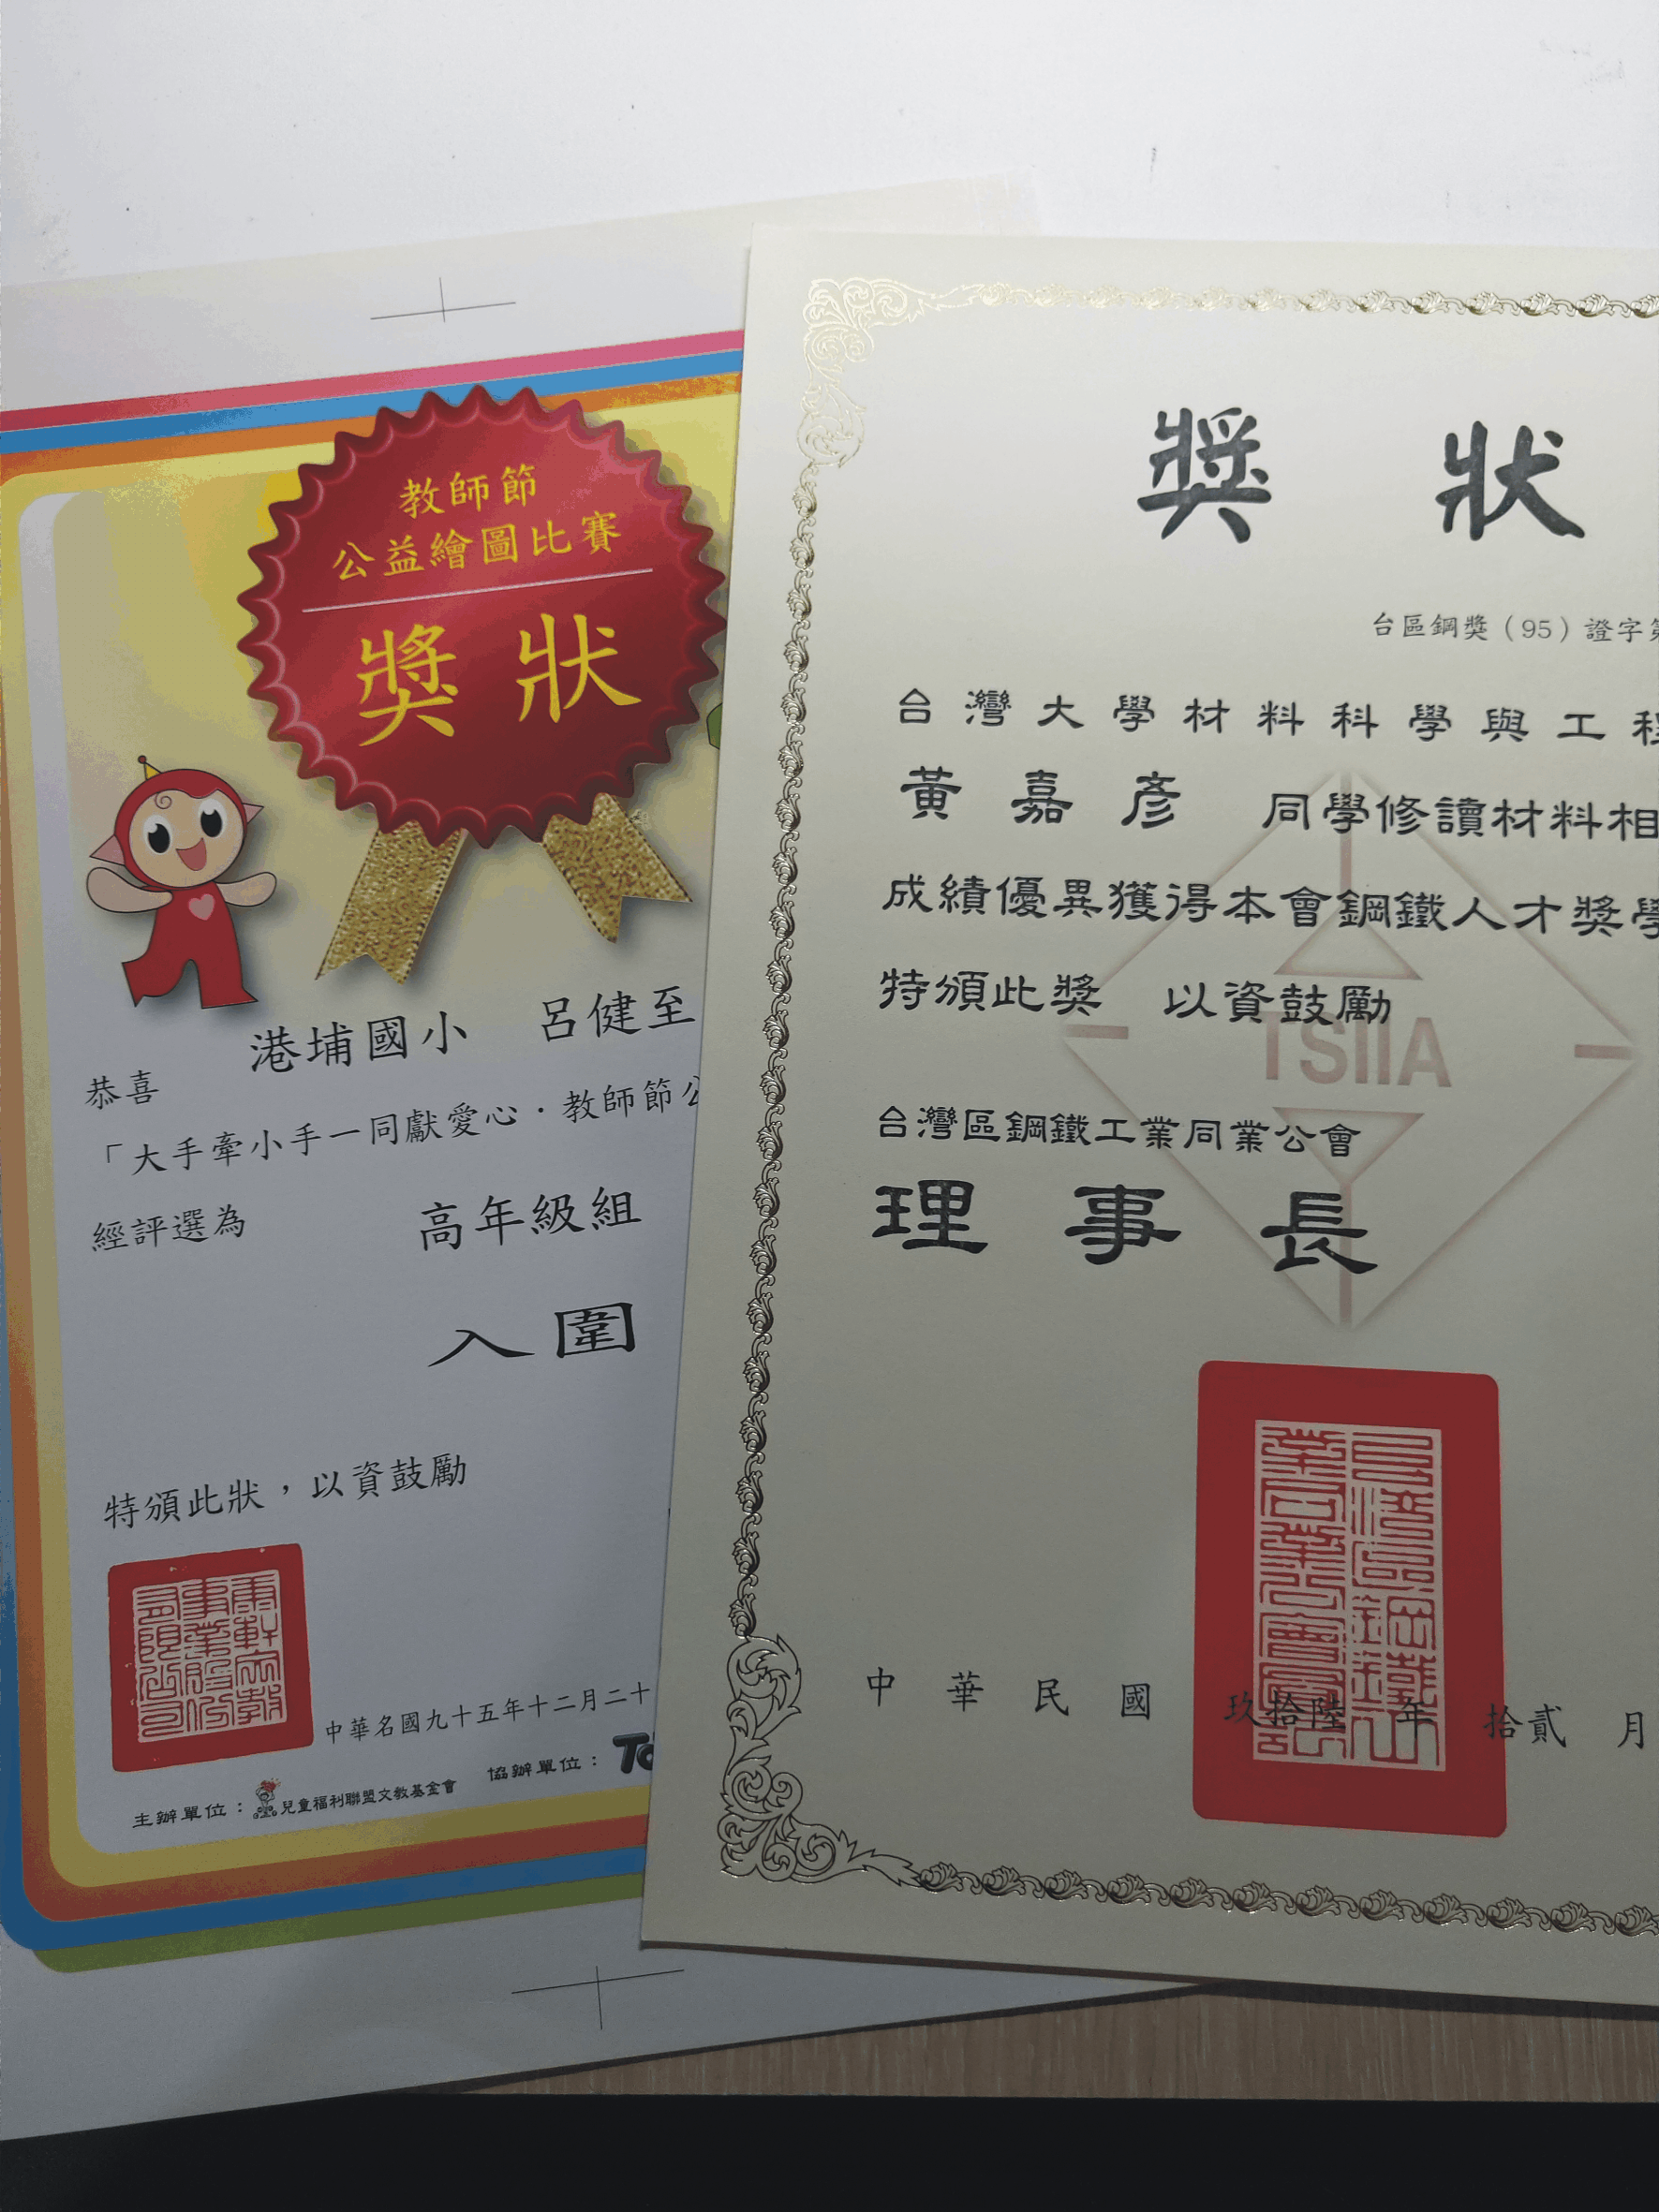 教師節
公益繪圖比賽
獎狀
港埔國小 呂健至
恭喜
「大手牽小手一同獻愛心·教師節
經評選為 高年級組
入圍
特頒此狀，以資鼓勵
中華名國九十五年十二月二十
主辦單位：兒童福利聯盟文教基金會
協辦單位：
獎狀
台區鋼獎（95）證字第
台灣大學材料科學與工程
黃嘉彥 同學修讀材料相
成績優異獲得本會鋼鐵人才獎學
特頒此獎 以資鼓勵
TSIIA
台灣區鋼鐵工業同業公會
理事長
中華民國玖拾陸年拾貳月